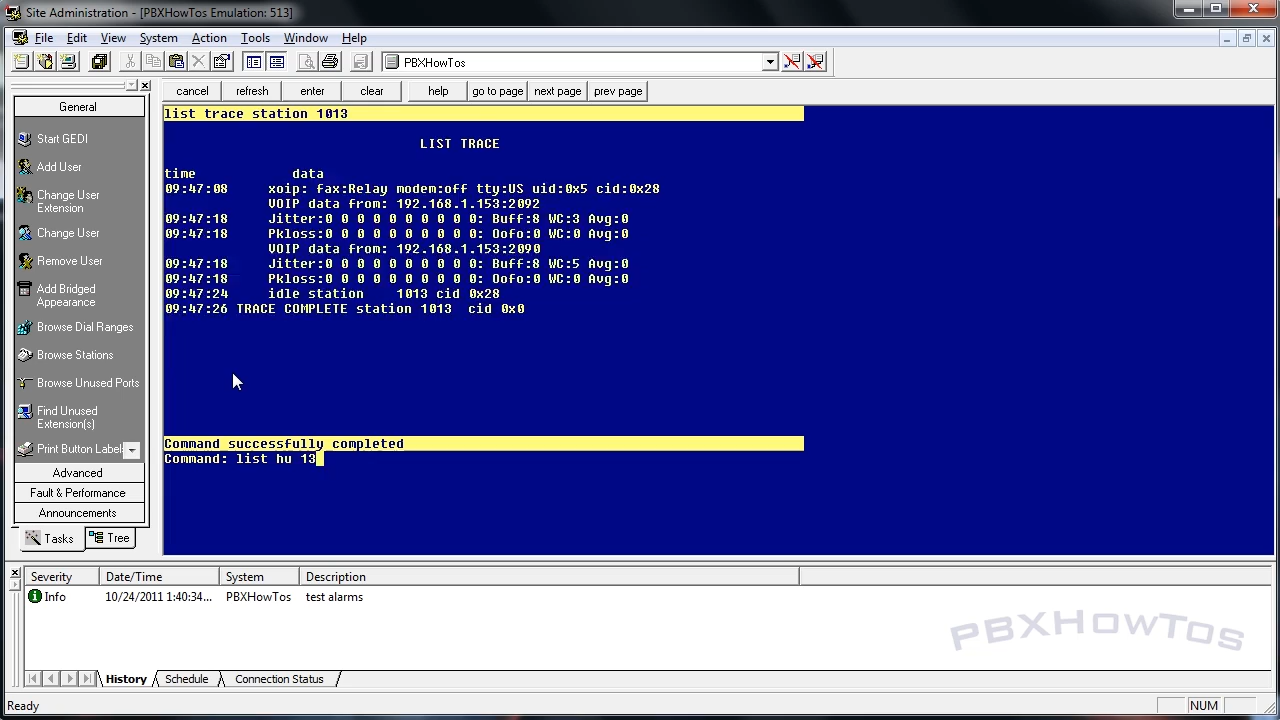 Site Administration - [PBXHowTos Emulation: 513]
File Edit View System Action Tools Window Help
PBXHowTos
General
Start GEDI
Add User
Change User
Extension
Change User
Remove User
Add Bridged
Appearance
Browse Dial Ranges
Browse Stations
Browse Unused Ports
Find Unused
Extension(s)
Print Button Label
Advanced
Fault & Performance
Announcements
Tasks Tree
cancel refresh enter clear help go to page next page prev page
list trace station 1013
LIST TRACE
time data
09:47:08 xoip: fax:Relay modem:off tty:US uid:0x5 cid:0x28
VOIP data from: 192.168.1.153:2092
09:47:18 Jitter:0 0 0 0 0 0 0 0 0 0: Buff:8 WC:3 Avg:0
09:47:18 Pkloss:0 0 0 0 0 0 0 0 0 0: Oofo:0 WC:0 Avg:0
VOIP data from: 192.168.1.153:2090
09:47:18 Jitter:0 0 0 0 0 0 0 0 0 0: Buff:8 WC:5 Avg:0
09:47:18 Pkloss:0 0 0 0 0 0 0 0 0 0: Oofo:0 WC:0 Avg:0
09:47:24 idle station 1013 cid 0x28
09:47:26 TRACE COMPLETE station 1013 cid 0x0
Command successfully completed
Command: list hu 13
Severity Date/Time System Description
Info 10/24/2011 1:40:34... PBXHowTos test alarms
PBXHowTos
History Schedule Connection Status
Ready NUM